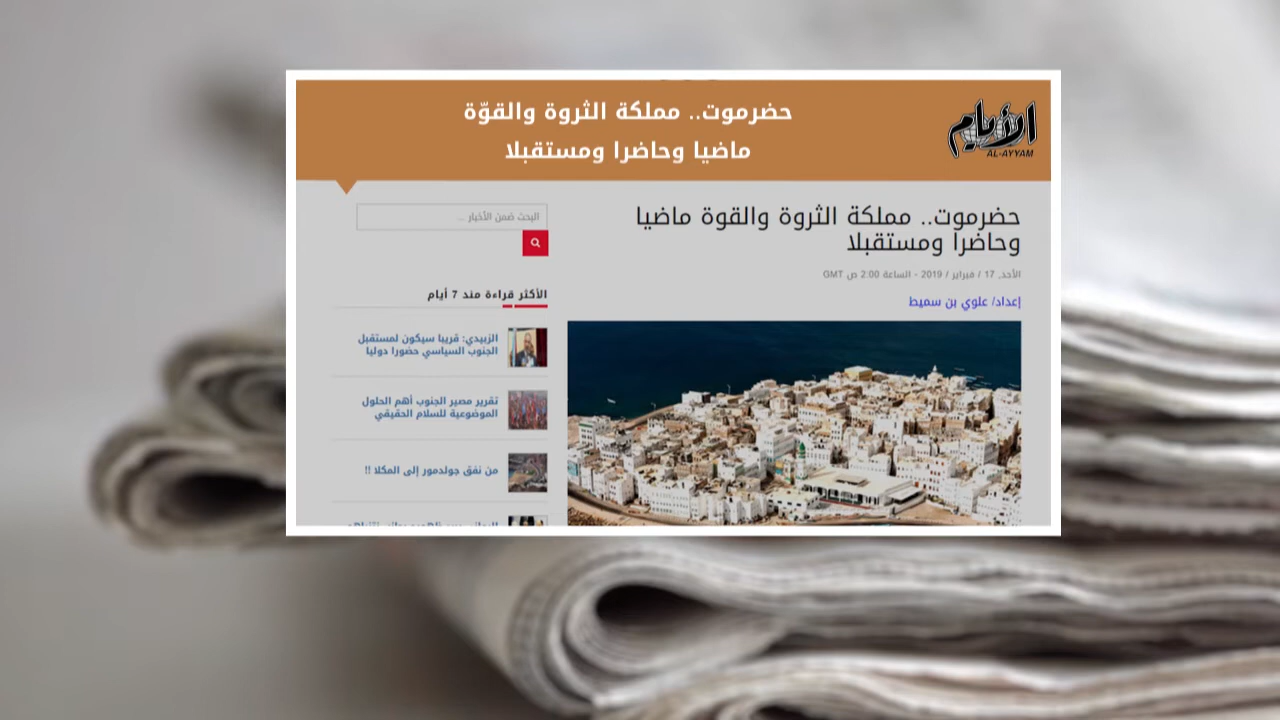 حضرموت.. مملكة الثروة والقوّة
ماضيا وحاضرا ومستقبلا
الأيام
AL-AYYAM
حضرموت.. مملكة الثروة والقوة ماضيا
وحاضرا ومستقبلا
الأحد, 17 / فبراير / 2019 - الساعة 2:00 ص GMT
إعداد/ علوي بن سميط
البحث ضمن الأخبار ...
الأكثر قراءة منذ 7 أيام
الزبيدي: قريبا سيكون لمستقبل
الجنوب السياسي حضورا دوليا
تقرير مصير الجنوب أهم الحلول
الموضوعية للسلام الحقيقي
من نفق جولدمور إلى المكلا !!